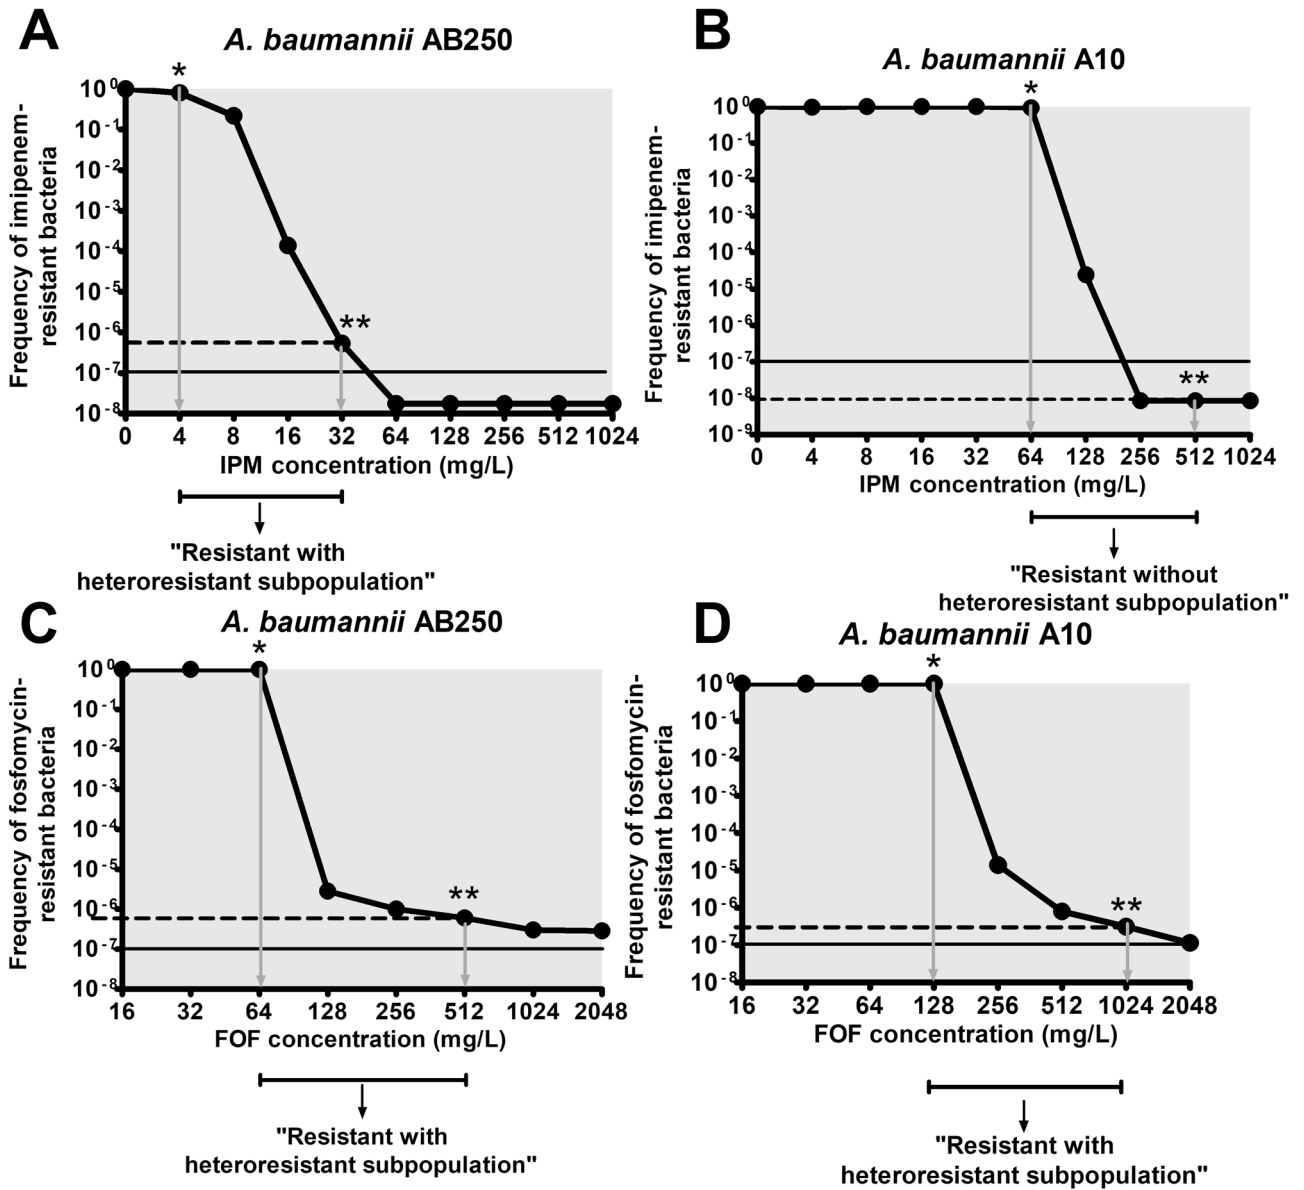 A
A. baumannii AB250
Frequency of imipenem-
resistant bacteria
10^0
10^-1
10^-2
10^-3
10^-4
10^-5
10^-6
10^-7
10^-8
*
**
0 4 8 16 32 64 128 256 512 1024
IPM concentration (mg/L)
"Resistant with
heteroresistant subpopulation"
B
A. baumannii A10
Frequency of imipenem-
resistant bacteria
10^0
10^-1
10^-2
10^-3
10^-4
10^-5
10^-6
10^-7
10^-8
10^-9
*
**
0 4 8 16 32 64 128 256 512 1024
IPM concentration (mg/L)
"Resistant without
heteroresistant subpopulation"
C
A. baumannii AB250
Frequency of fosfomycin-
resistant bacteria
10^0
10^-1
10^-2
10^-3
10^-4
10^-5
10^-6
10^-7
10^-8
*
**
16 32 64 128 256 512 1024 2048
FOF concentration (mg/L)
"Resistant with
heteroresistant subpopulation"
D
A. baumannii A10
Frequency of fosfomycin-
resistant bacteria
10^0
10^-1
10^-2
10^-3
10^-4
10^-5
10^-6
10^-7
10^-8
*
**
16 32 64 128 256 512 1024 2048
FOF concentration (mg/L)
"Resistant with
heteroresistant subpopulation"